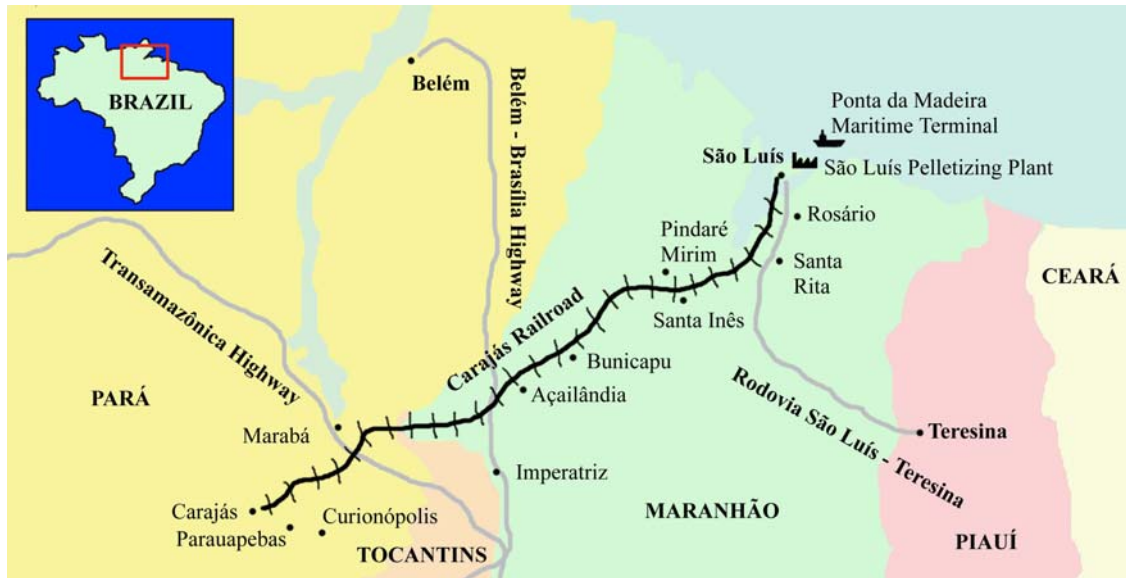 BRAZIL
Belém
Belém - Brasília Highway
Ponta da Madeira
Maritime Terminal
São Luís
São Luís Pelletizing Plant
Rosário
Pindaré
Mirim
Santa
Rita
CEARÁ
Transamazônica Highway
Carajás Railroad
Santa Inês
Bunicapu
Açailândia
PARÁ
Rodovia São Luís - Teresina
Marabá
Teresina
Imperatriz
Carajás
Parauapebas
Curionópolis
MARANHÃO
TOCANTINS
PIAUÍ